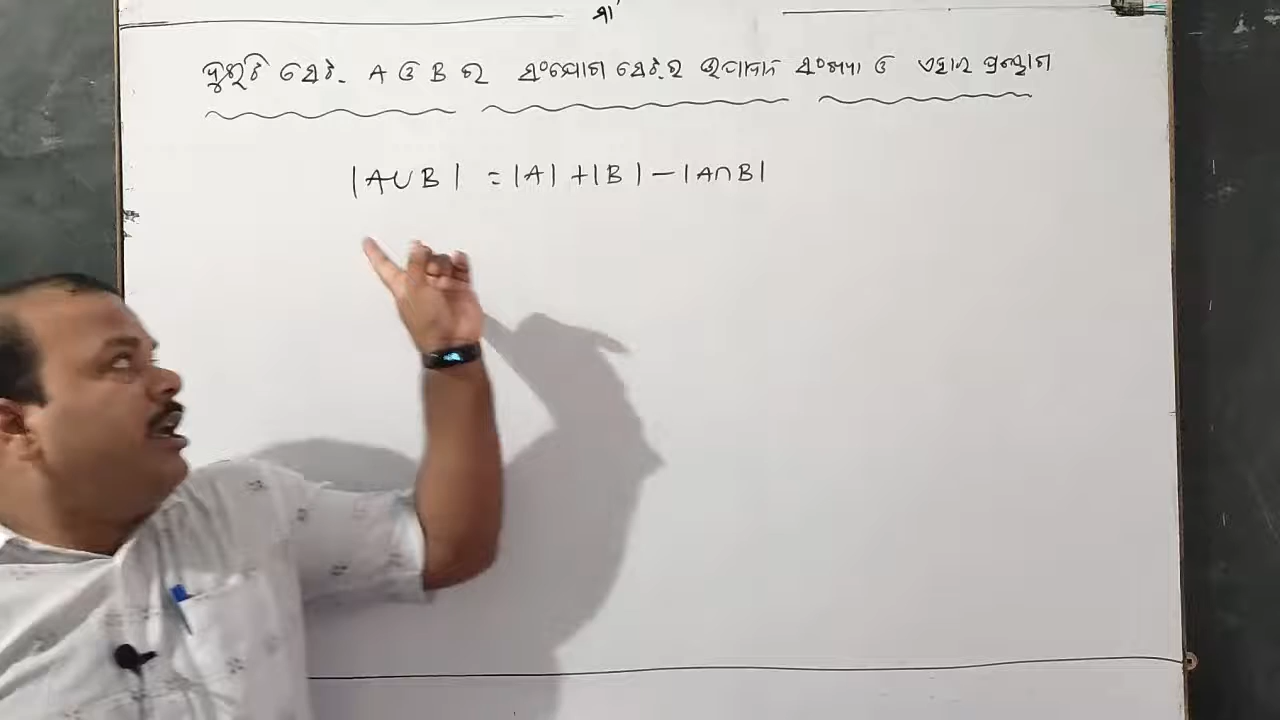 ଶ୍ରୀ
ଦୁଇଟି ସେଟ୍ A ଓ B ର ସଂଯୋଗ ସେଟ୍‌ର ଉପାଦାନ ସଂଖ୍ୟା ଓ ଏହାର ପ୍ରୟୋଗ
|A∪B| = |A| + |B| − |A∩B|